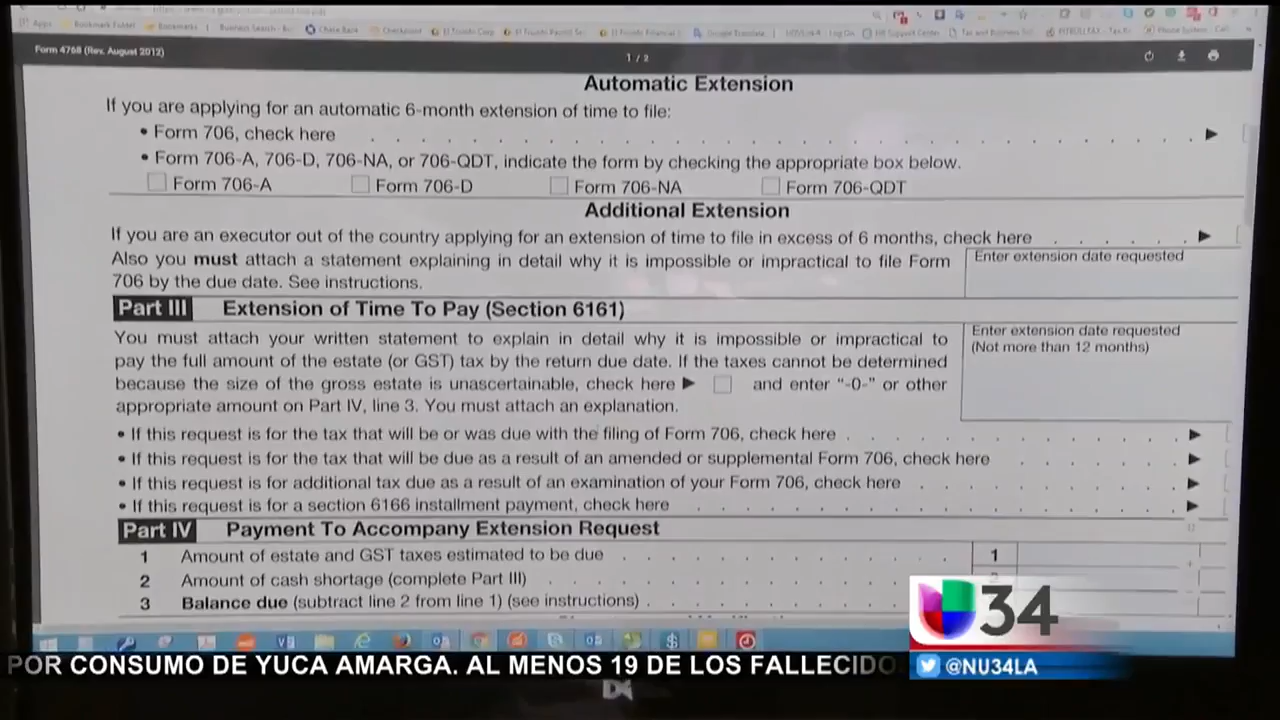 Form 4768 (Rev. August 2012)
1 / 2
Automatic Extension
If you are applying for an automatic 6-month extension of time to file:
• Form 706, check here
• Form 706-A, 706-D, 706-NA, or 706-QDT, indicate the form by checking the appropriate box below.
Form 706-A Form 706-D Form 706-NA Form 706-QDT
Additional Extension
If you are an executor out of the country applying for an extension of time to file in excess of 6 months, check here
Also you must attach a statement explaining in detail why it is impossible or impractical to file Form
706 by the due date. See instructions.
Enter extension date requested
Part III Extension of Time To Pay (Section 6161)
You must attach your written statement to explain in detail why it is impossible or impractical to
pay the full amount of the estate (or GST) tax by the return due date. If the taxes cannot be determined
because the size of the gross estate is unascertainable, check here ▶ and enter “-0-” or other
appropriate amount on Part IV, line 3. You must attach an explanation.
Enter extension date requested
(Not more than 12 months)
• If this request is for the tax that will be or was due with the filing of Form 706, check here
• If this request is for the tax that will be due as a result of an amended or supplemental Form 706, check here
• If this request is for additional tax due as a result of an examination of your Form 706, check here
• If this request is for a section 6166 installment payment, check here
Part IV Payment To Accompany Extension Request
1 Amount of estate and GST taxes estimated to be due 1
2 Amount of cash shortage (complete Part III)
3 Balance due (subtract line 2 from line 1) (see instructions)
34
POR CONSUMO DE YUCA AMARGA. AL MENOS 19 DE LOS FALLECIDO
@NU34LA